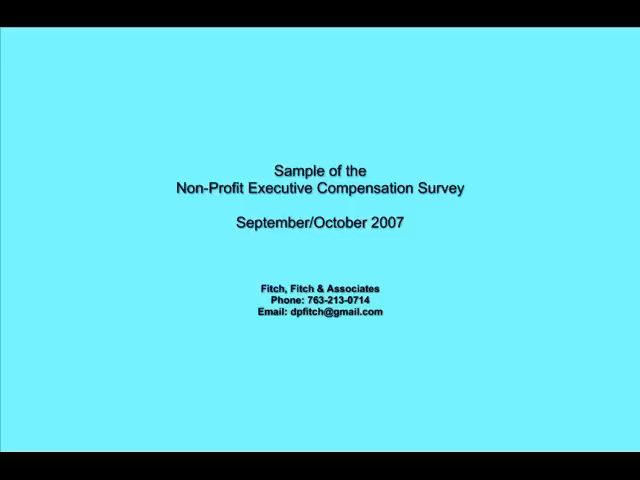 Sample of the
Non-Profit Executive Compensation Survey
September/October 2007
Fitch, Fitch & Associates
Phone: 763-213-0714
Email: dpfitch@gmail.com